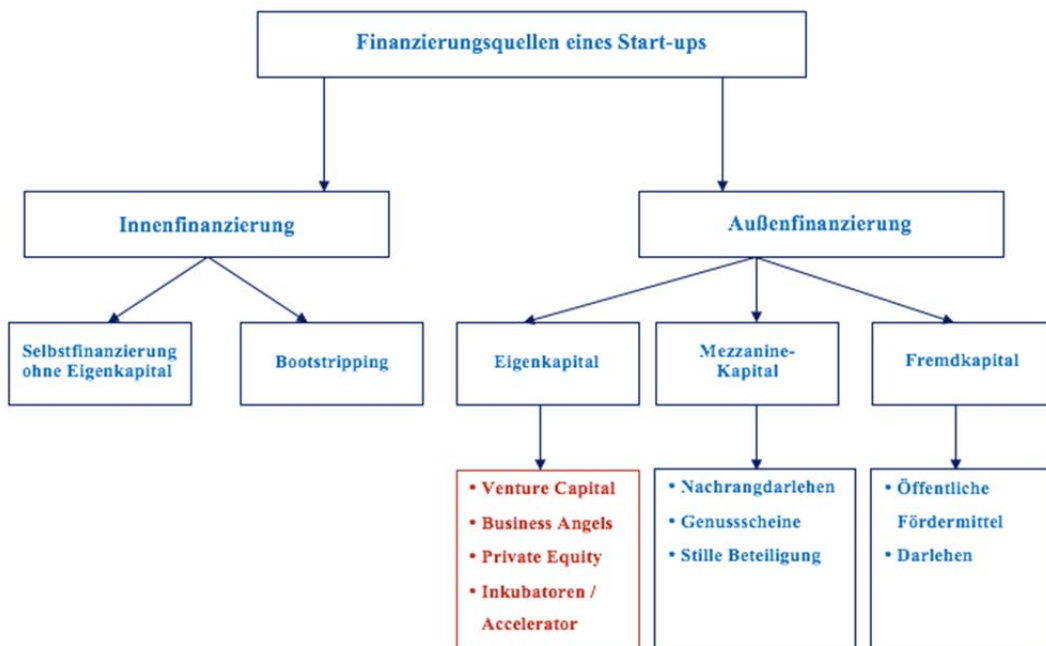 Finanzierungsquellen eines Start-ups
Innenfinanzierung
Außenfinanzierung
Selbstfinanzierung
ohne Eigenkapital
Bootstripping
Eigenkapital
Mezzanine-
Kapital
Fremdkapital
• Venture Capital
• Business Angels
• Private Equity
• Inkubatoren /
Accelerator
• Nachrangdarlehen
• Genussscheine
• Stille Beteiligung
• Öffentliche
Fördermittel
• Darlehen